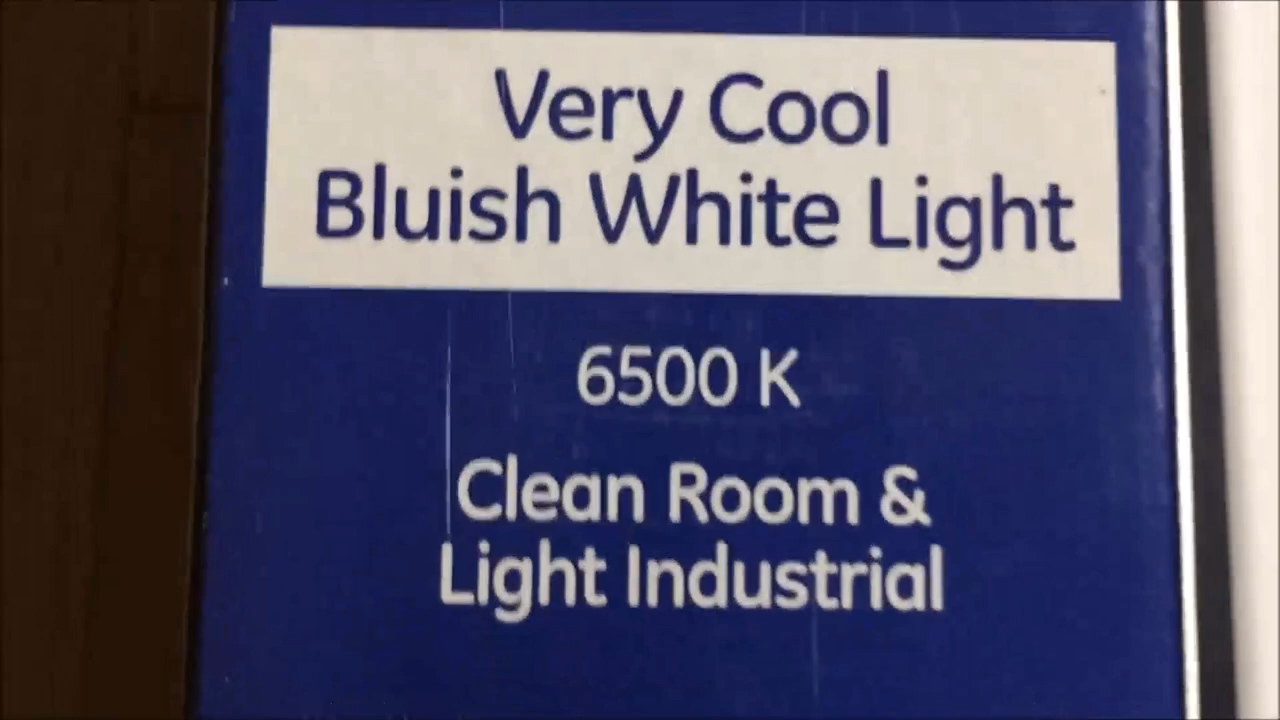 Very Cool
Bluish White Light
6500 K
Clean Room &
Light Industrial